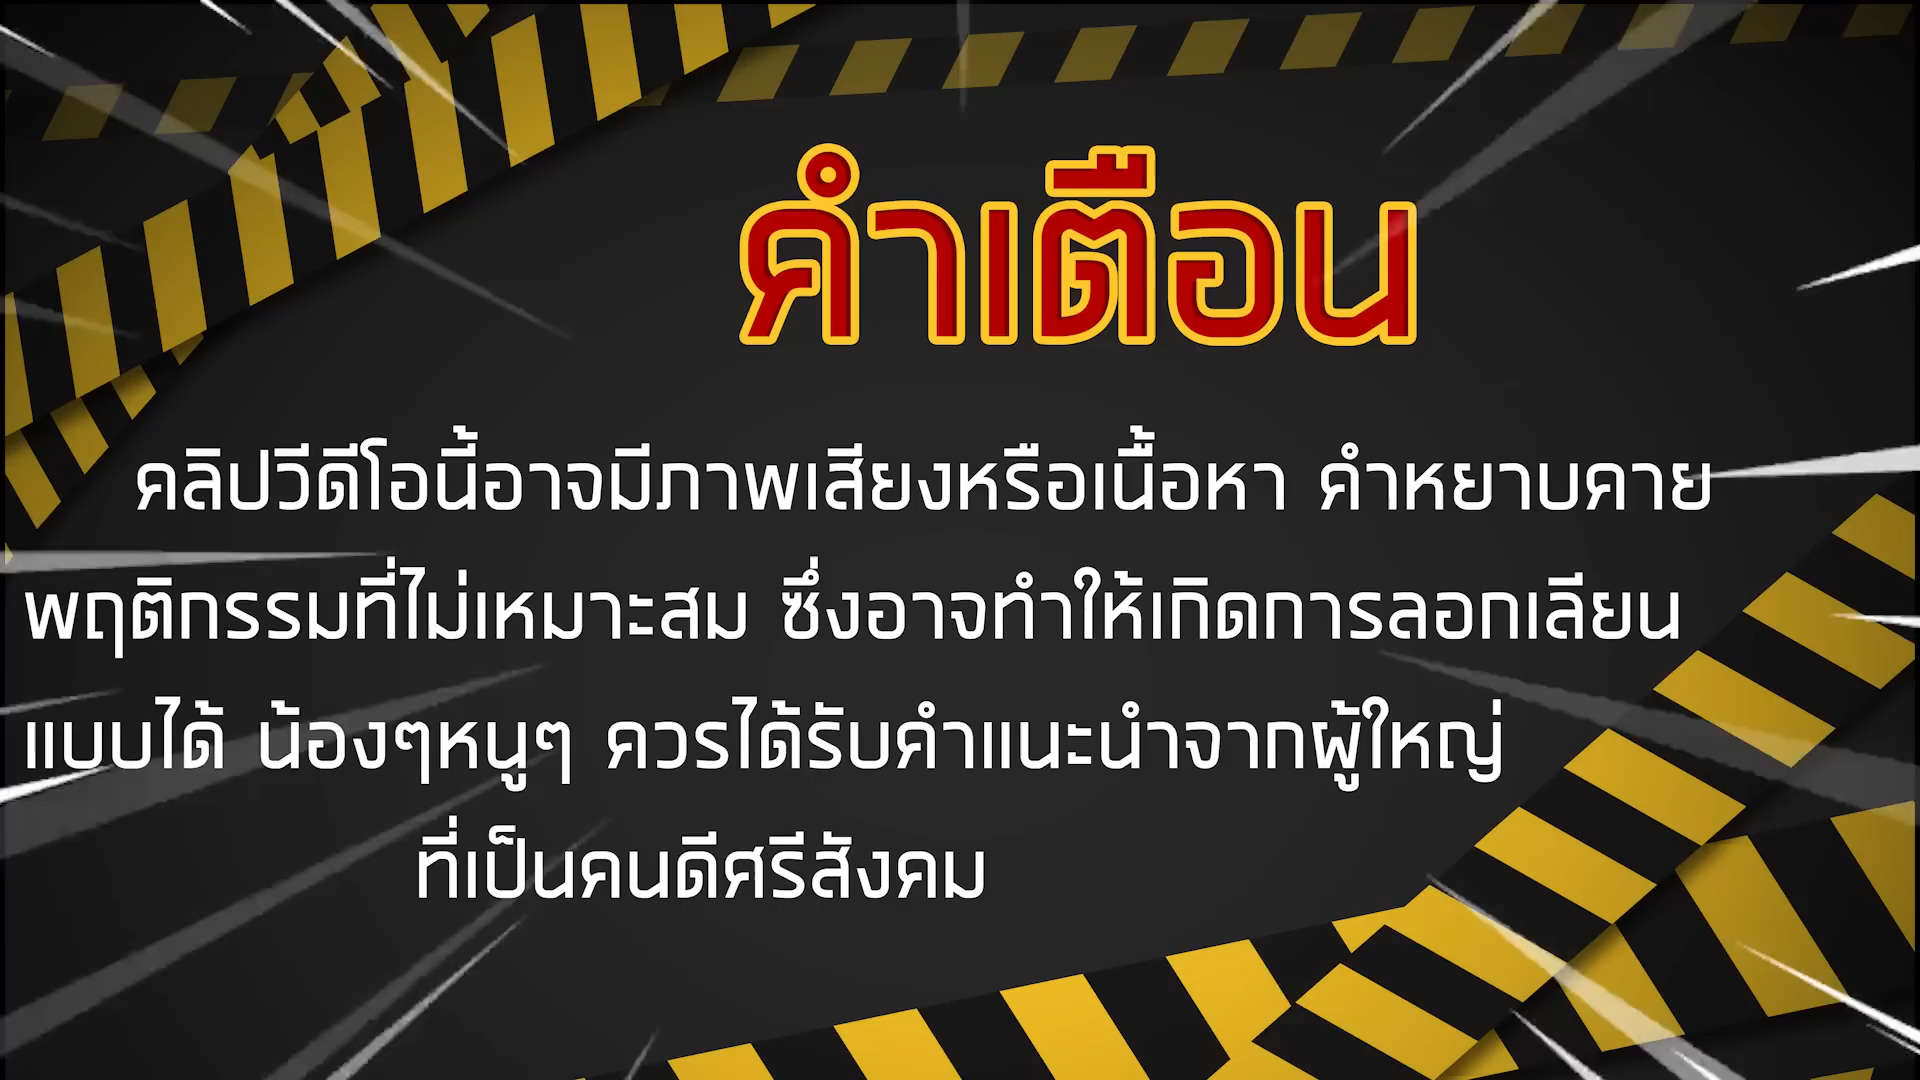 คำเตือน
คลิปวีดีโอนี้อาจมีภาพเสียงหรือเนื้อหา คำหยาบคาย
พฤติกรรมที่ไม่เหมาะสม ซึ่งอาจทำให้เกิดการลอกเลียน
แบบได้ น้องๆหนูๆ ควรได้รับคำแนะนำจากผู้ใหญ่
ที่เป็นคนดีศรีสังคม